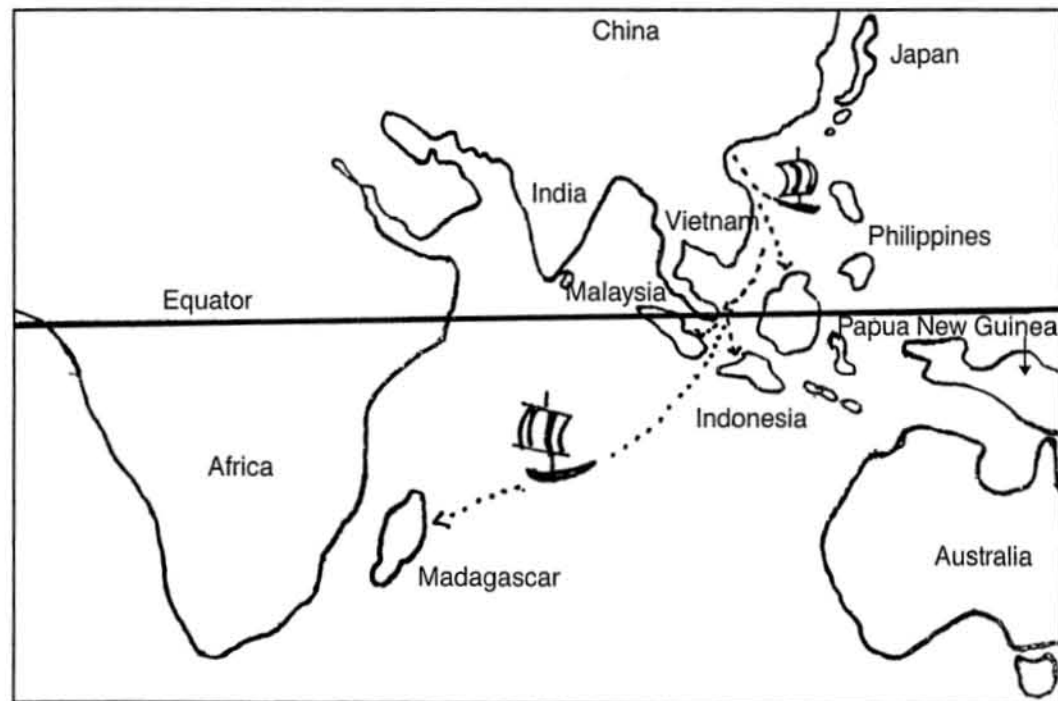 China
Japan
India
Vietnam
Philippines
Malaysia
Equator
Papua New Guinea
Indonesia
Africa
Australia
Madagascar